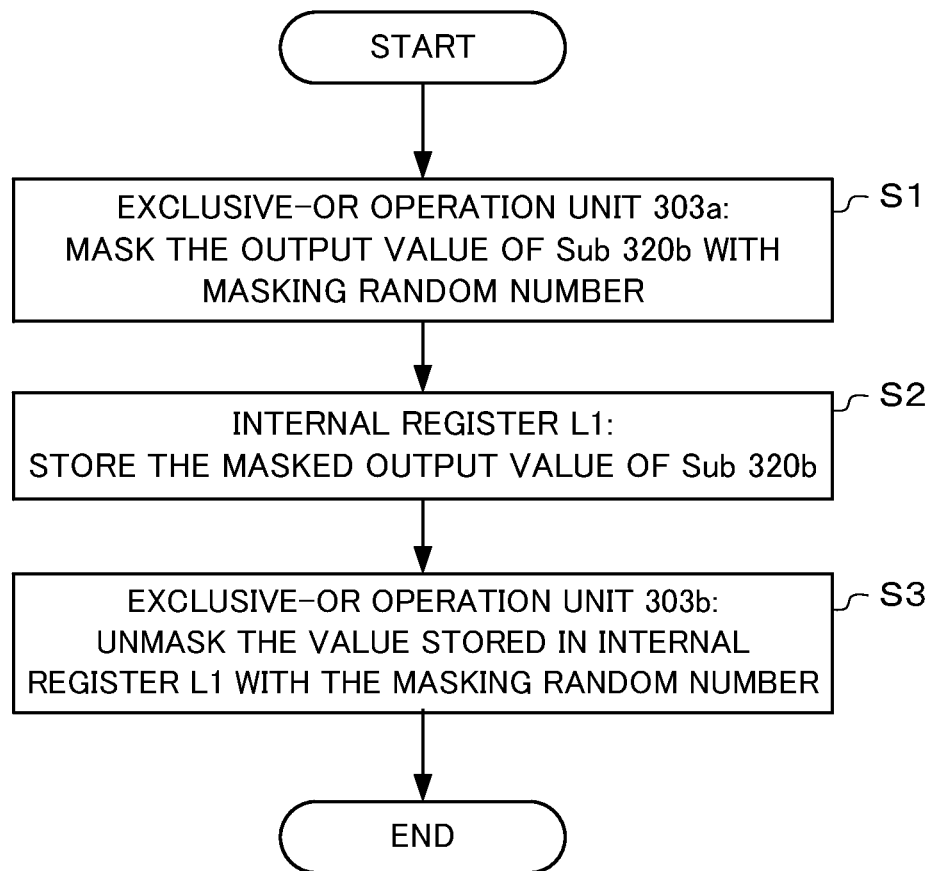 START
EXCLUSIVE-OR OPERATION UNIT 303a:
MASK THE OUTPUT VALUE OF Sub 320b WITH
MASKING RANDOM NUMBER
S1
INTERNAL REGISTER L1:
STORE THE MASKED OUTPUT VALUE OF Sub 320b
S2
EXCLUSIVE-OR OPERATION UNIT 303b:
UNMASK THE VALUE STORED IN INTERNAL
REGISTER L1 WITH THE MASKING RANDOM NUMBER
S3
END